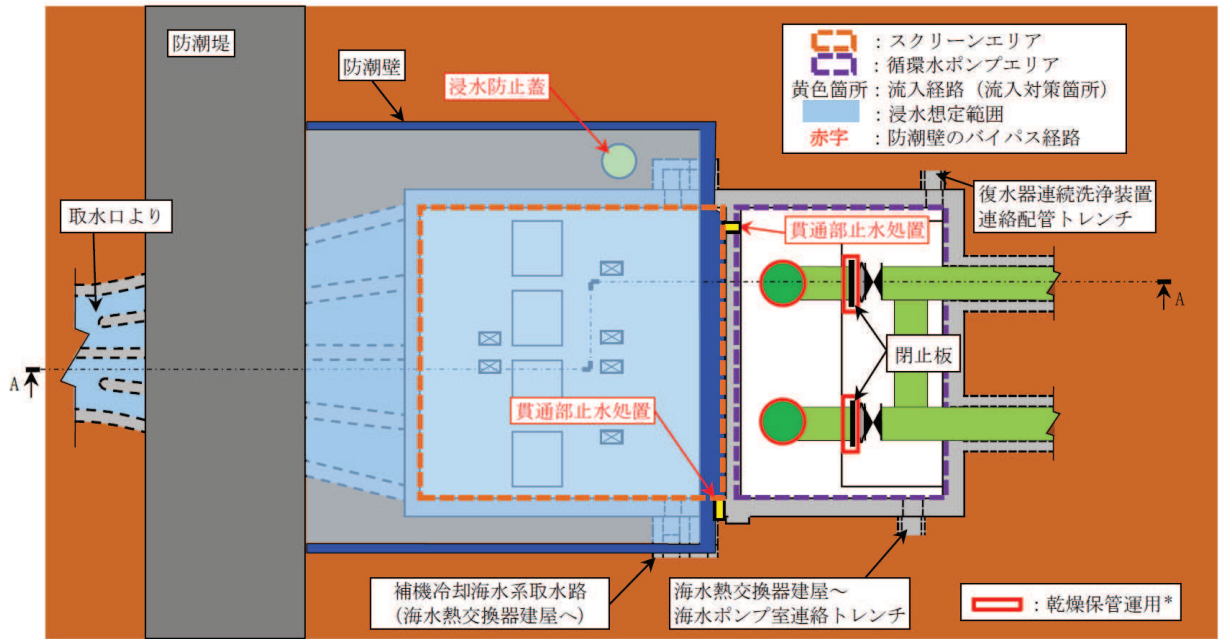 防潮堤
防潮壁
浸水防止蓋
：スクリーンエリア
：循環水ポンプエリア
黄色箇所：流入経路（流入対策箇所）
：浸水想定範囲
赤字：防潮壁のバイパス経路
取水口より
復水器連続洗浄装置
連絡配管トレンチ
貫通部止水処置
A
A
閉止板
貫通部止水処置
補機冷却海水系取水路
(海水熱交換器建屋へ)
海水熱交換器建屋～
海水ポンプ室連絡トレンチ
：乾燥保管運用*